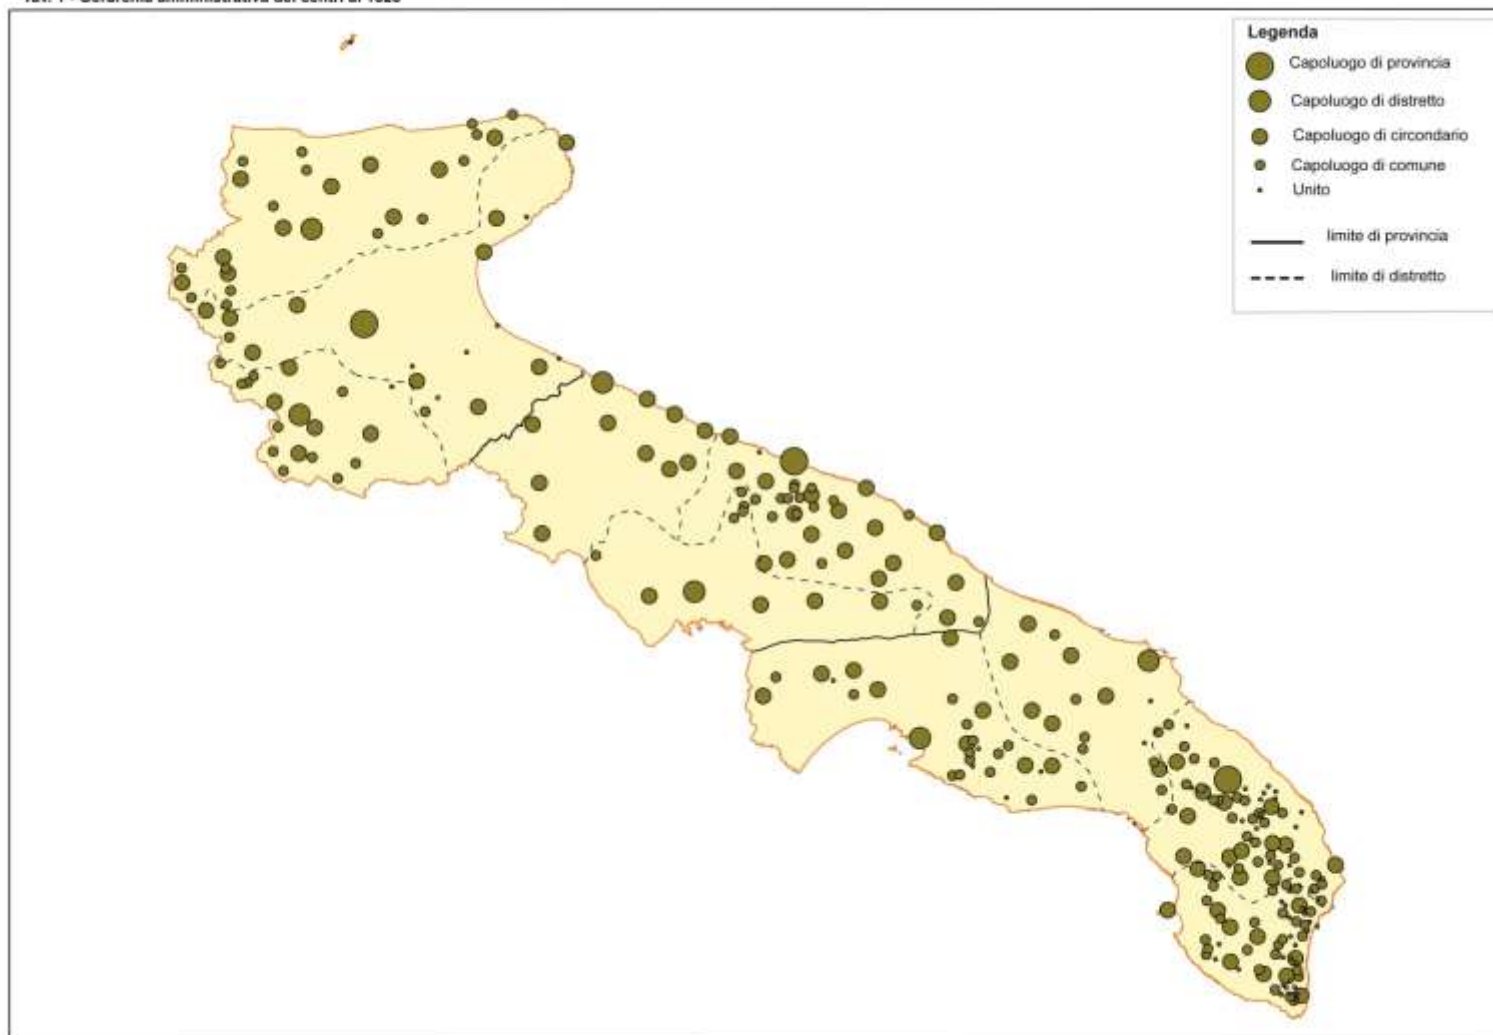 Legenda
Capoluogo di provincia
Capoluogo di distretto
Capoluogo di circondario
Capoluogo di comune
Unito
limite di provincia
limite di distretto